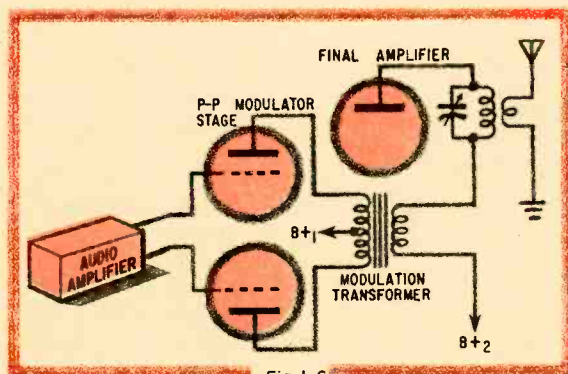 FINAL AMPLIFIER
P-P MODULATOR
STAGE
AUDIO
AMPLIFIER
B+1
MODULATION
TRANSFORMER
B+2